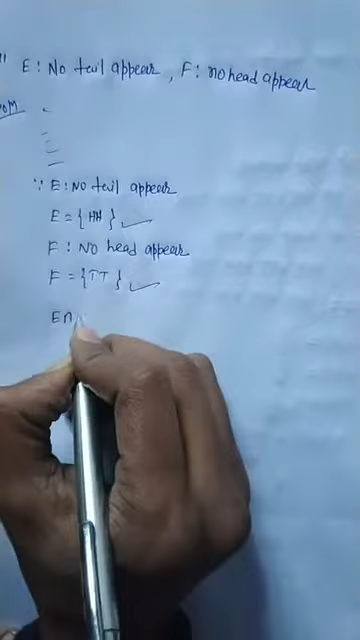 " E : No tail appear , F : no head appear
∵ E : NO tail appear
E = { HH }
F : NO head appear
F = { TT }
E ∩